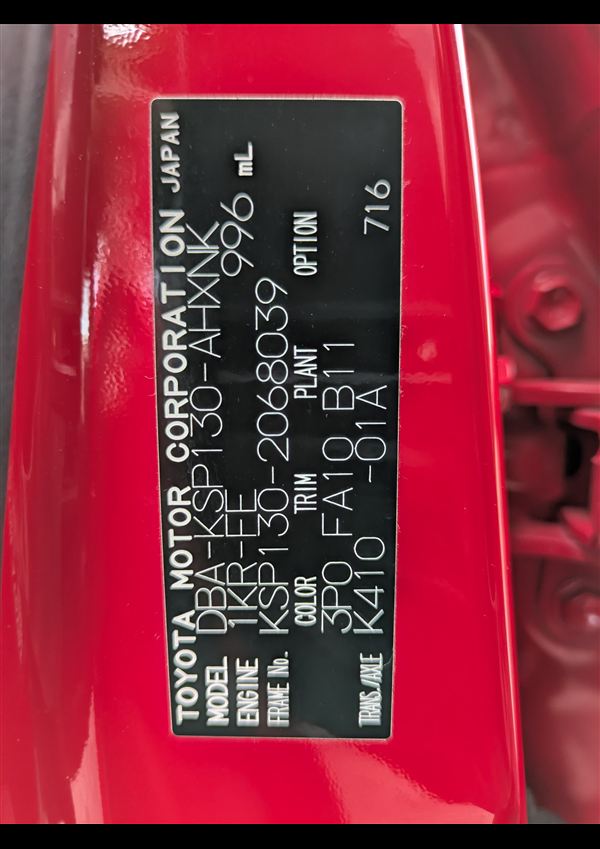 TOYOTA MOTOR CORPORATION JAPAN
MODEL DBA-KSP130-AHXNK
ENGINE 1KR-FE 996 mL
FRAME No. KSP130-2068039
COLOR TRIM PLANT OPTION
3P0 FA10 B11
TRANS./AXLE K410 -01A 716